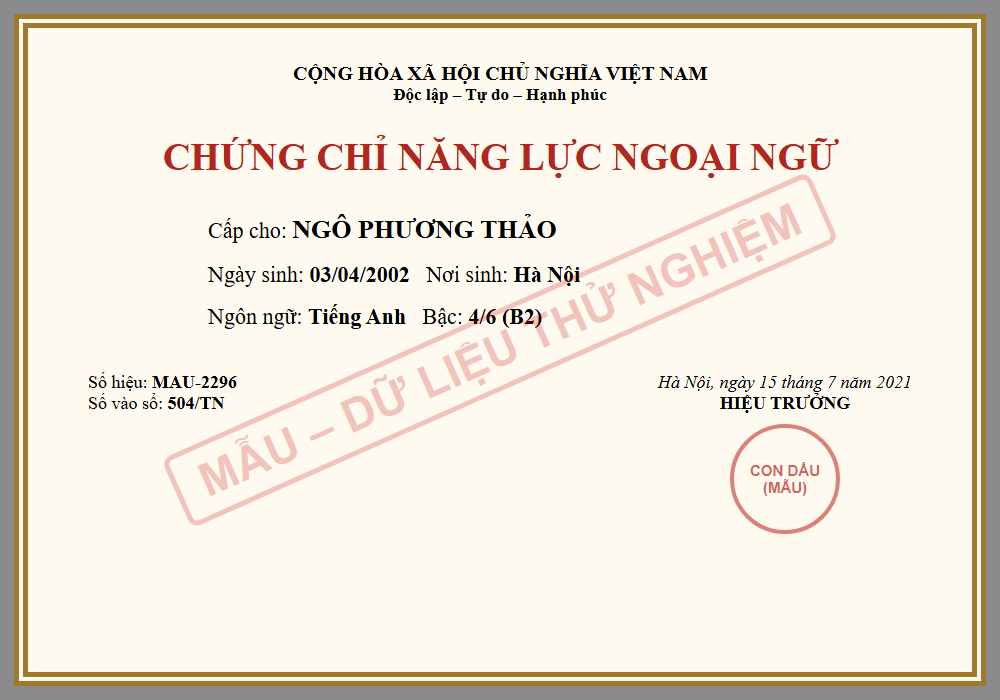 CỘNG HÒA XÃ HỘI CHỦ NGHĨA VIỆT NAM
Độc lập – Tự do – Hạnh phúc
CHỨNG CHỈ NĂNG LỰC NGOẠI NGỮ
Cấp cho: NGÔ PHƯƠNG THẢO
Ngày sinh: 03/04/2002 Nơi sinh: Hà Nội
Ngôn ngữ: Tiếng Anh Bậc: 4/6 (B2)
MẪU – DỮ LIỆU THỬ NGHIỆM
Số hiệu: MAU-2296
Số vào sổ: 504/TN
Hà Nội, ngày 15 tháng 7 năm 2021
HIỆU TRƯỞNG
CON DẤU
(MẪU)